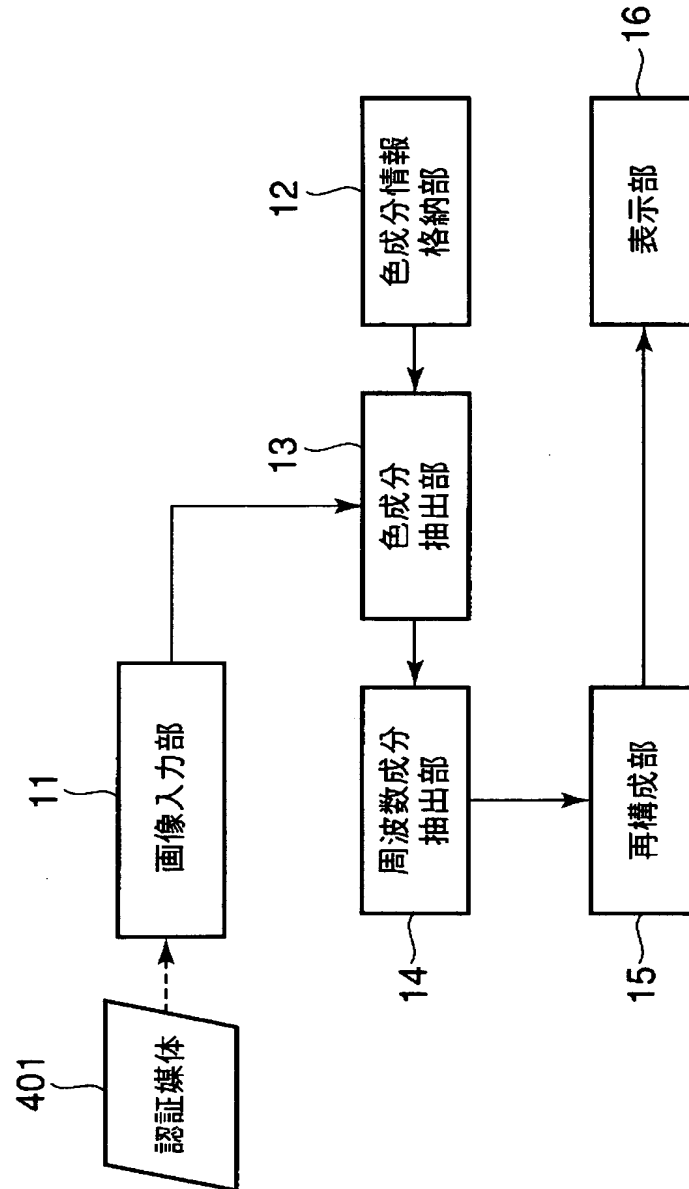 401
認証媒体
11
画像入力部
12
色成分情報
格納部
13
色成分
抽出部
14
周波数成分
抽出部
15
再構成部
16
表示部